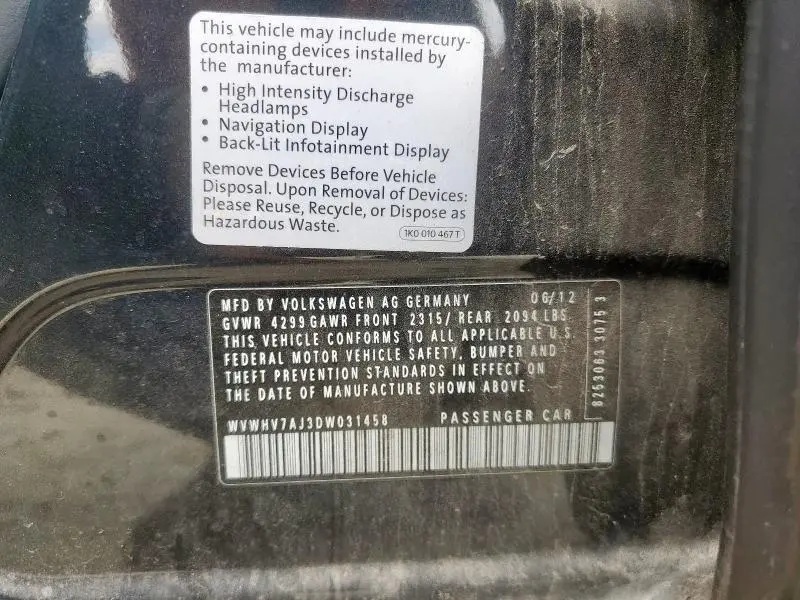 This vehicle may include mercury-
containing devices installed by
the manufacturer:
• High Intensity Discharge
Headlamps
• Navigation Display
• Back-Lit Infotainment Display
Remove Devices Before Vehicle
Disposal. Upon Removal of Devices:
Please Reuse, Recycle, or Dispose as
Hazardous Waste.
1K0 010 467 T
MFD BY VOLKSWAGEN AG GERMANY 06/12
GVWR 4299 GAWR FRONT 2315/ REAR 2094 LBS
THIS VEHICLE CONFORMS TO ALL APPLICABLE U.S.
FEDERAL MOTOR VEHICLE SAFETY, BUMPER AND
THEFT PREVENTION STANDARDS IN EFFECT ON
THE DATE OF MANUFACTURE SHOWN ABOVE.
WVWHV7AJ3DW031458 PASSENGER CAR
8253063 3075 3